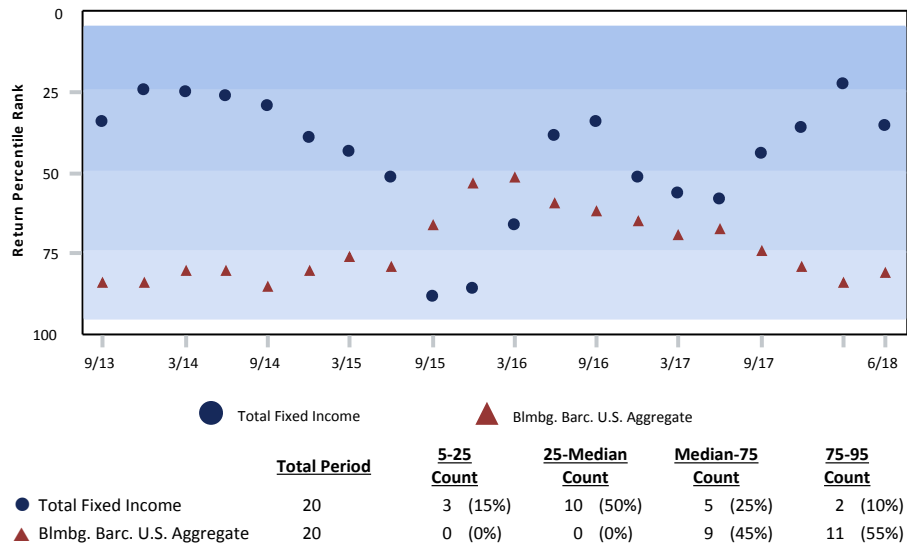 0
25
50
75
100
Return Percentile Rank
9/13 3/14 9/14 3/15 9/15 3/16 9/16 3/17 9/17 6/18
Total Fixed Income Blmbg. Barc. U.S. Aggregate
5-25 25-Median Median-75 75-95
Total Period Count Count Count Count
Total Fixed Income 20 3 (15%) 10 (50%) 5 (25%) 2 (10%)
Blmbg. Barc. U.S. Aggregate 20 0 (0%) 0 (0%) 9 (45%) 11 (55%)